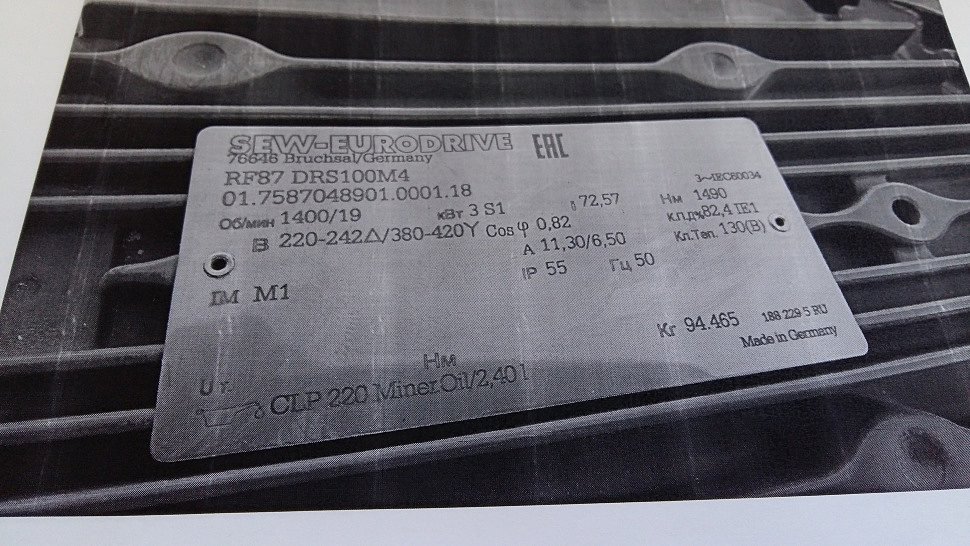 SEW-EURODRIVE EAC
76646 Bruchsal/Germany
RF87 DRS100M4
3~IEC60034
01.7587048901.0001.18
Об/мин 1400/19 кВт 3 S1 i 72,57 Нм 1490
В 220-242△/380-420Y Cos φ 0,82 К.п.д% 82,4 IE1
А 11,30/6,50 Кл.Теп. 130(B)
IP 55 Гц 50
IM M1
Кг 94.465 188 229 5 RU
Made in Germany
U т. Нм
CLP 220 Miner.Oil/2,40 l